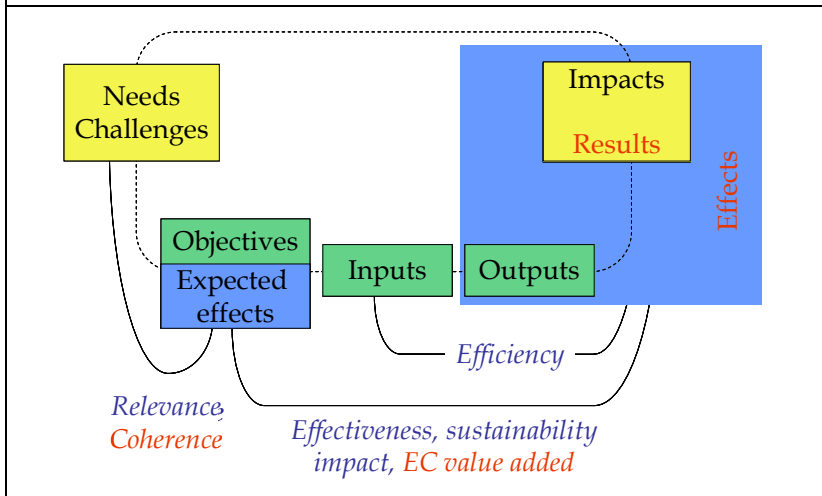 Needs
Challenges
Impacts
Results
Effects
Objectives
Expected
effects
Inputs
Outputs
Efficiency
Relevance,
Coherence
Effectiveness, sustainability
impact, EC value added